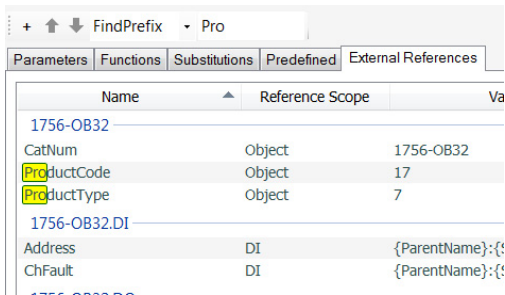 + FindPrefix Pro
Parameters Functions Substitutions Predefined External References
Name Reference Scope Va
1756-OB32
CatNum Object 1756-OB32
ProductCode Object 17
ProductType Object 7
1756-OB32.DI
Address DI {ParentName}:{S
ChFault DI {ParentName}:{S